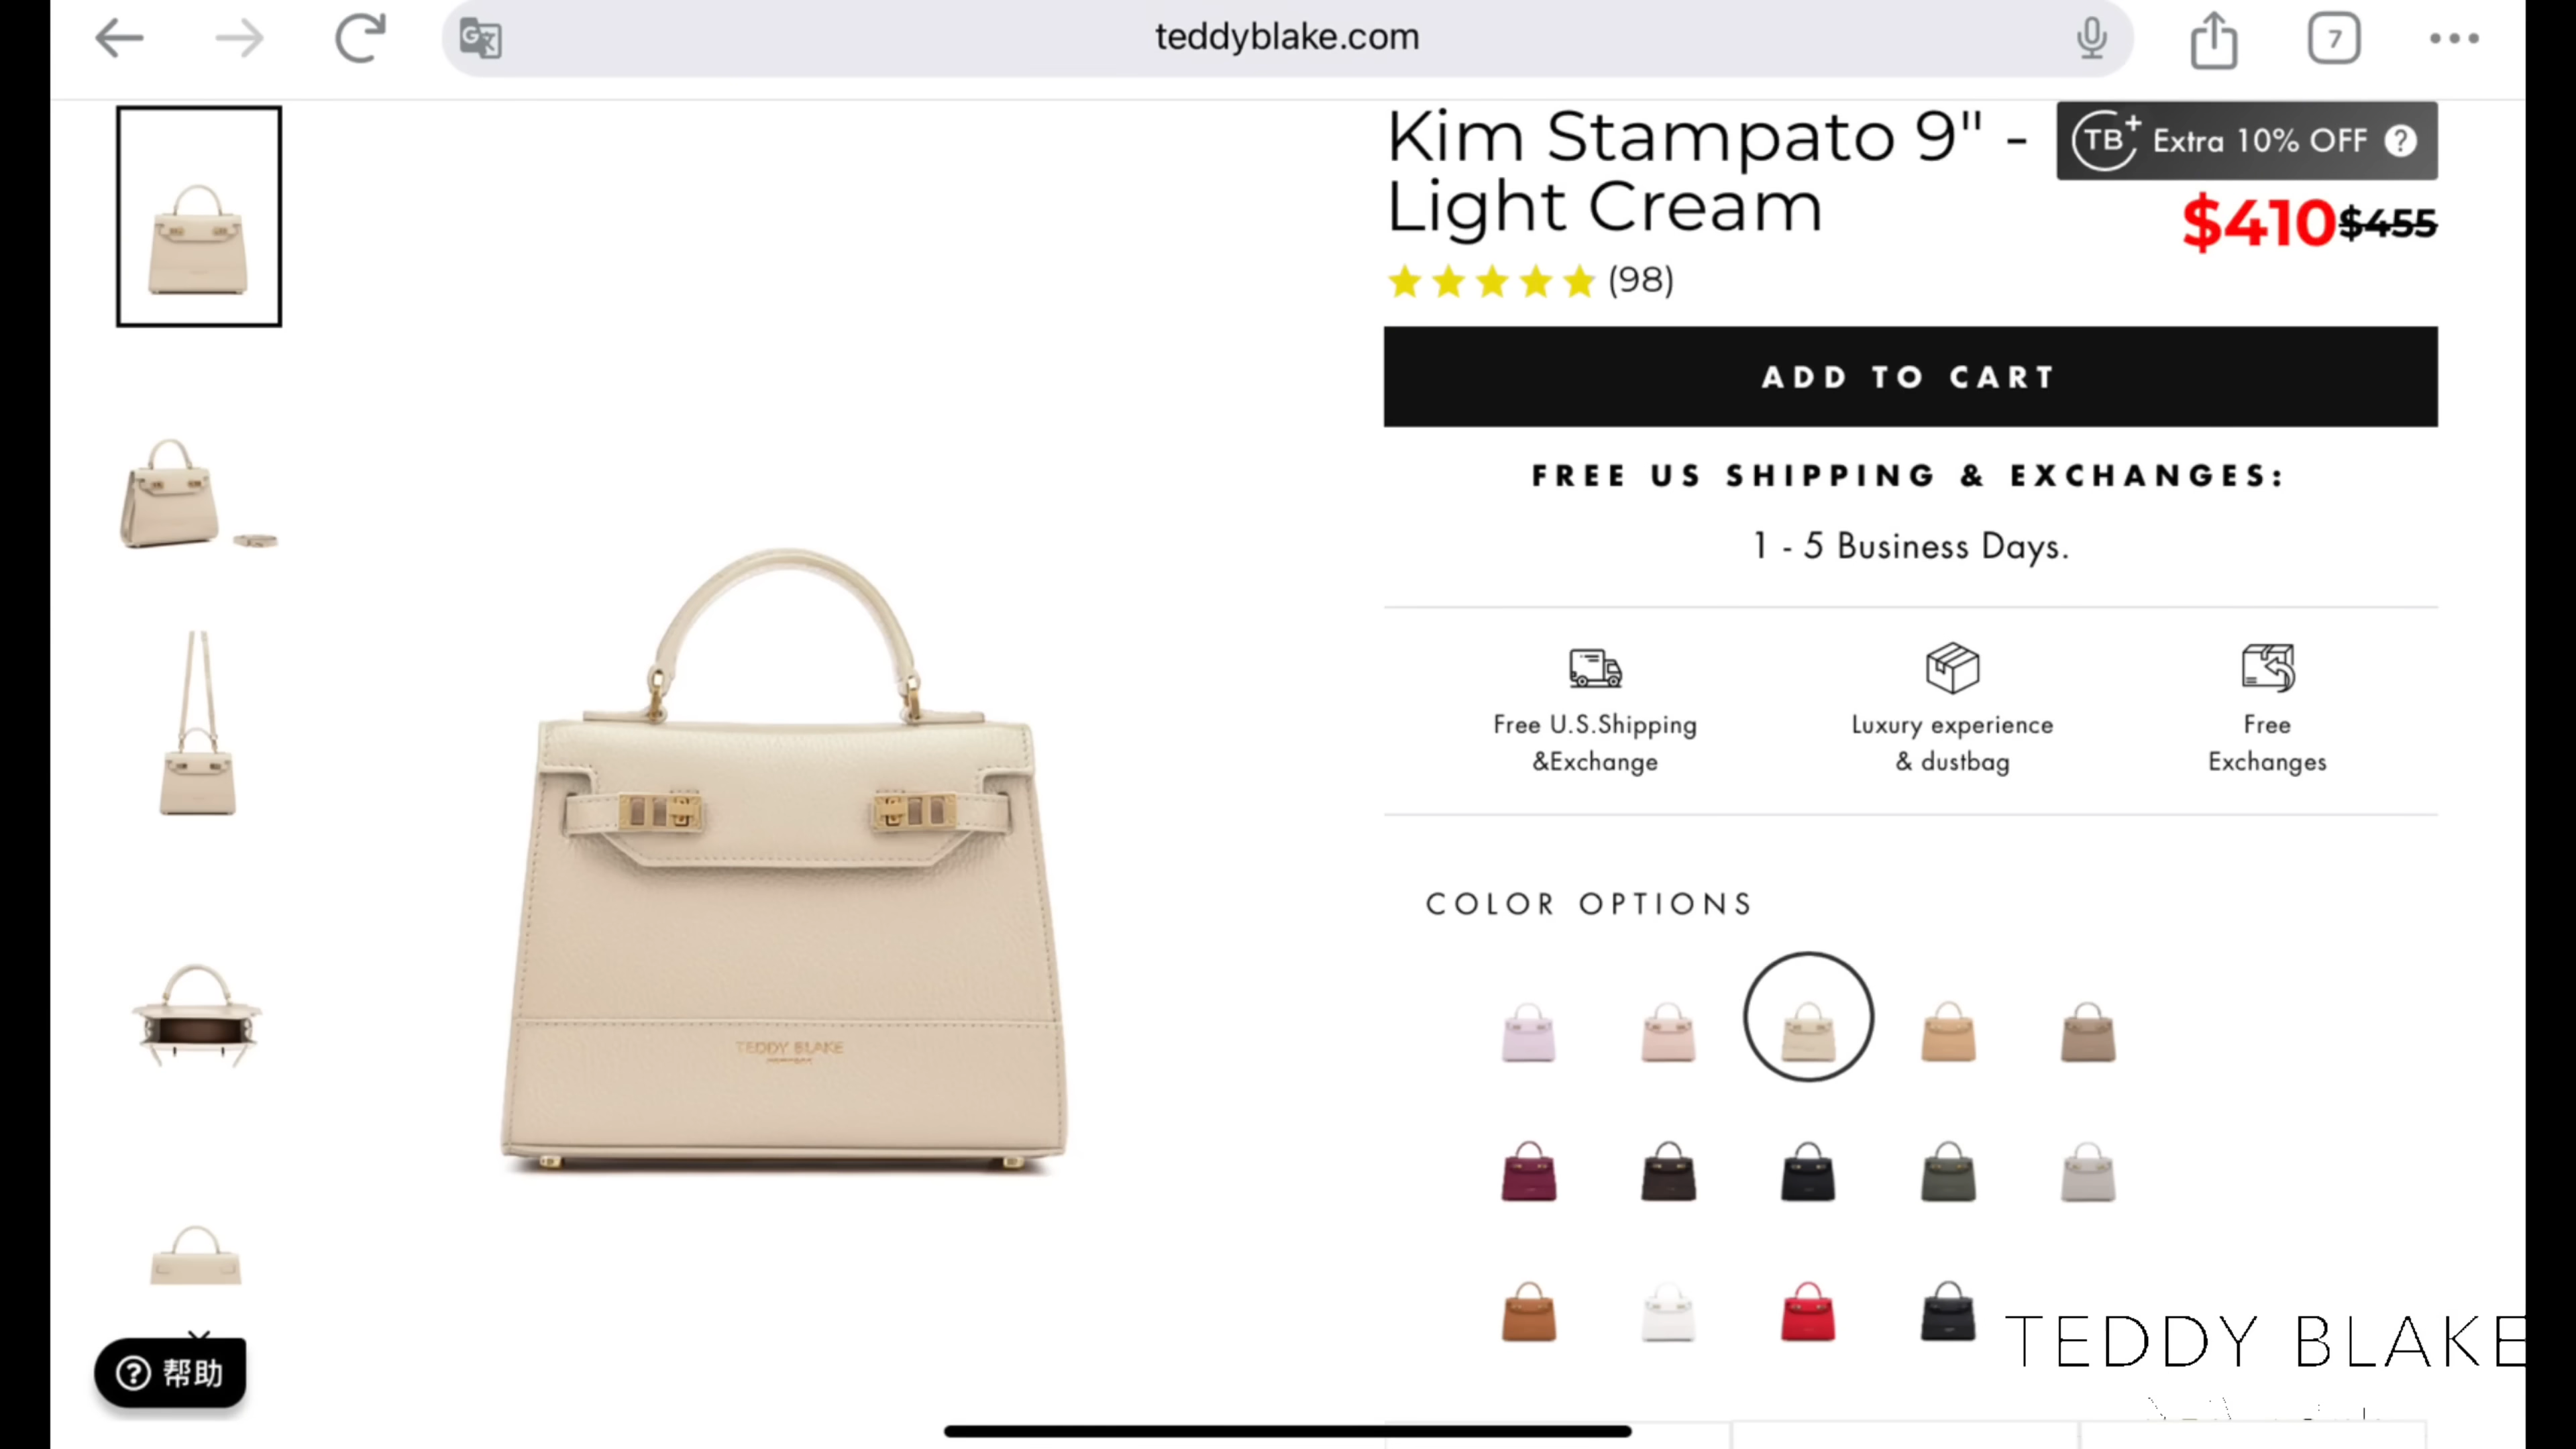 teddyblake.com
7
Kim Stampato 9" -
Light Cream
TB+ Extra 10% OFF ?
$410 $455
(98)
ADD TO CART
FREE US SHIPPING & EXCHANGES:
1 - 5 Business Days.
Free U.S.Shipping
&Exchange
Luxury experience
& dustbag
Free
Exchanges
COLOR OPTIONS
TEDDY BLAKE
? 帮助
TEDDY BLAKE